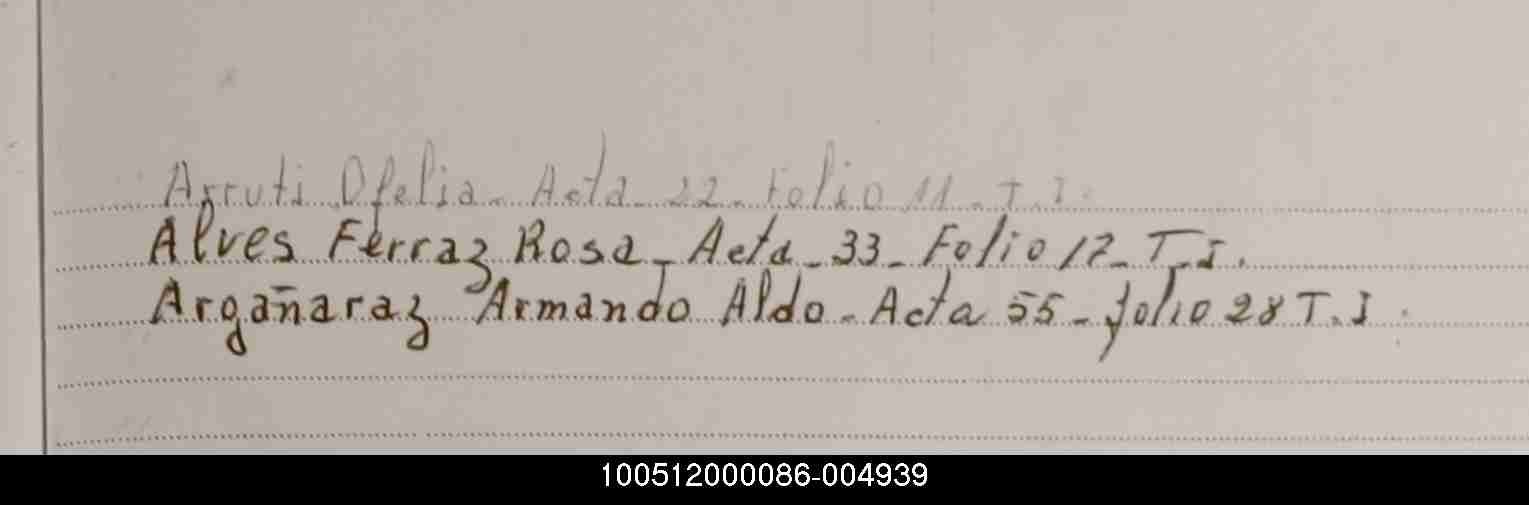 Arruti Ofelia - Acta - 22 - Folio 11 - T. I.
Alves Ferraz Rosa - Acta - 33 - Folio 17 - T. I.
Argañaraz Armando Aldo - Acta 55 - folio 28 T. I.
100512000086-004939